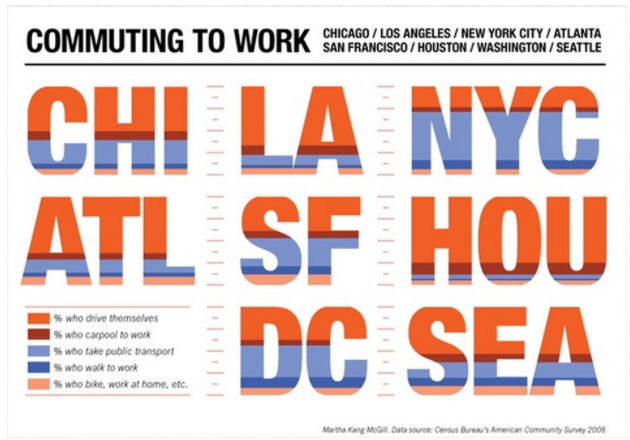 COMMUTING TO WORK
CHICAGO / LOS ANGELES / NEW YORK CITY / ATLANTA
SAN FRANCISCO / HOUSTON / WASHINGTON / SEATTLE
CHI
LA
NYC
ATL
SF
HOU
DC
SEA
% who drive themselves
% who carpool to work
% who take public transport
% who walk to work
% who bike, work at home, etc.
Martha Kang McGill. Data source: Census Bureau's American Community Survey 2008